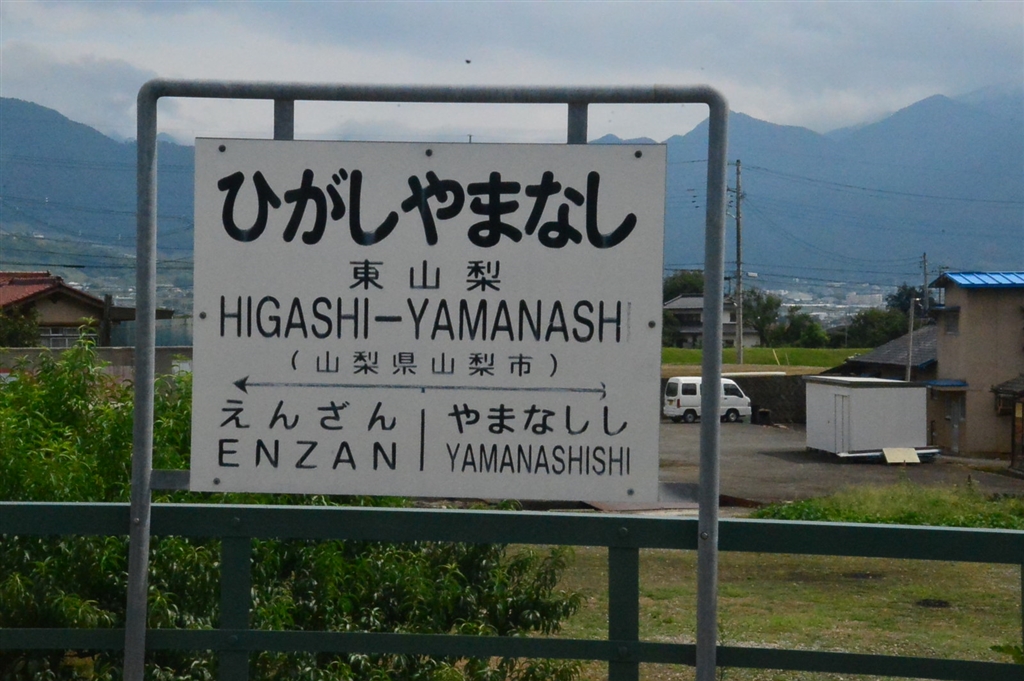 ひがしやまなし
東山梨
HIGASHI-YAMANASHI
(山梨県山梨市)
えんざん やまなしし
ENZAN YAMANASHISHI